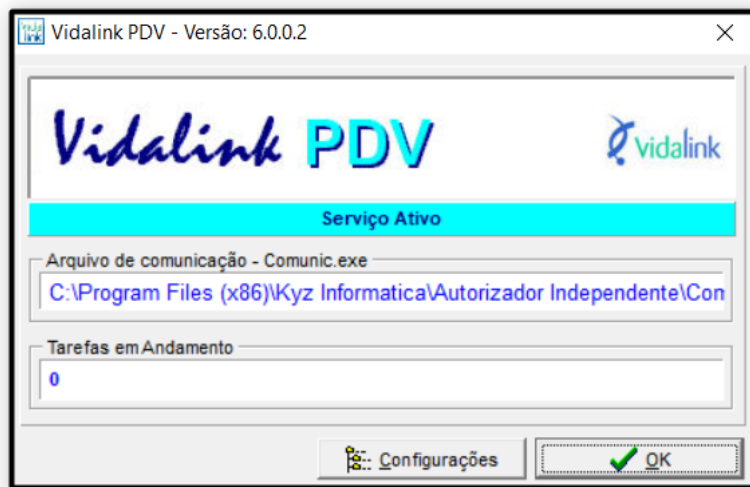 Vidalink PDV - Versão: 6.0.0.2
Vidalink PDV
vidalink
Serviço Ativo
Arquivo de comunicação - Comunic.exe
C:\Program Files (x86)\Kyz Informatica\Autorizador Independente\Com
Tarefas em Andamento
0
Configurações
OK